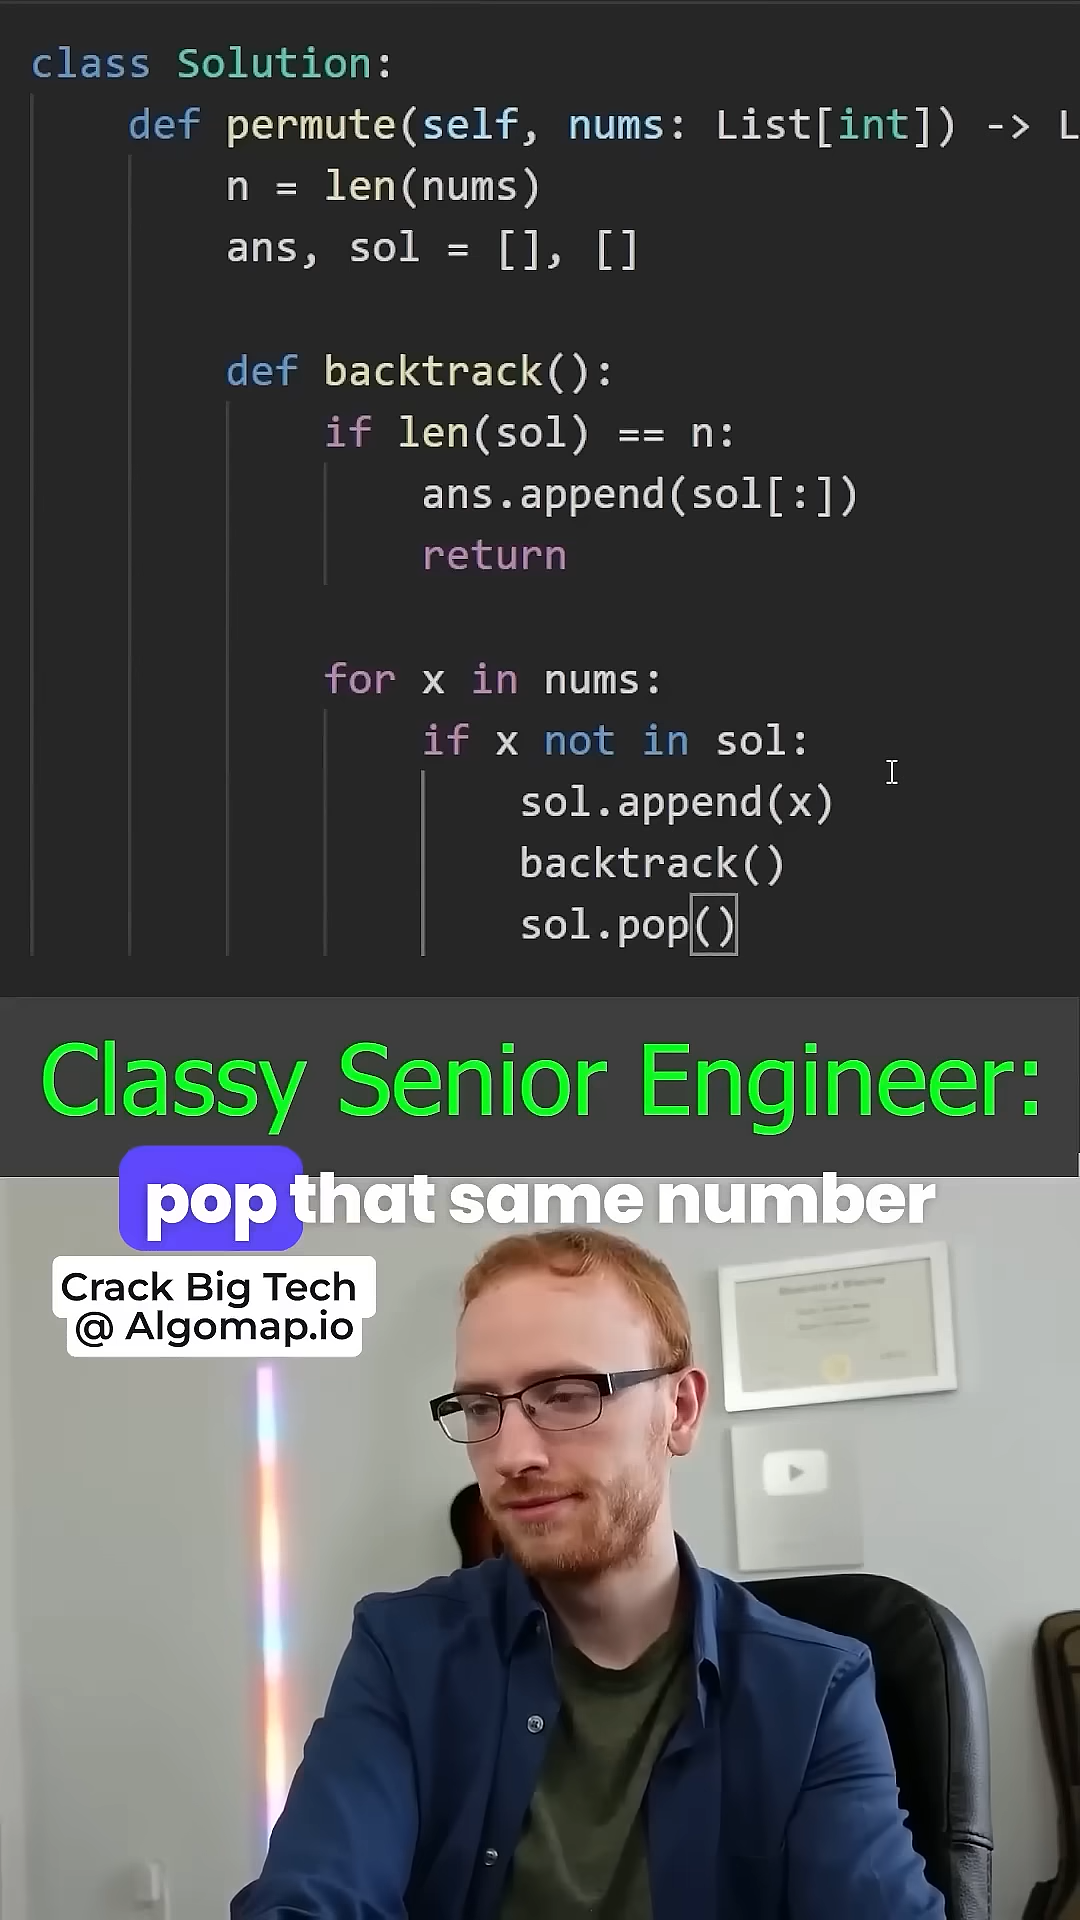 class Solution:
def permute(self, nums: List[int]) -> L
n = len(nums)
ans, sol = [], []
def backtrack():
if len(sol) == n:
ans.append(sol[:])
return
for x in nums:
if x not in sol:
sol.append(x)
backtrack()
sol.pop()
Classy Senior Engineer:
pop that same number
Crack Big Tech
@ Algomap.io